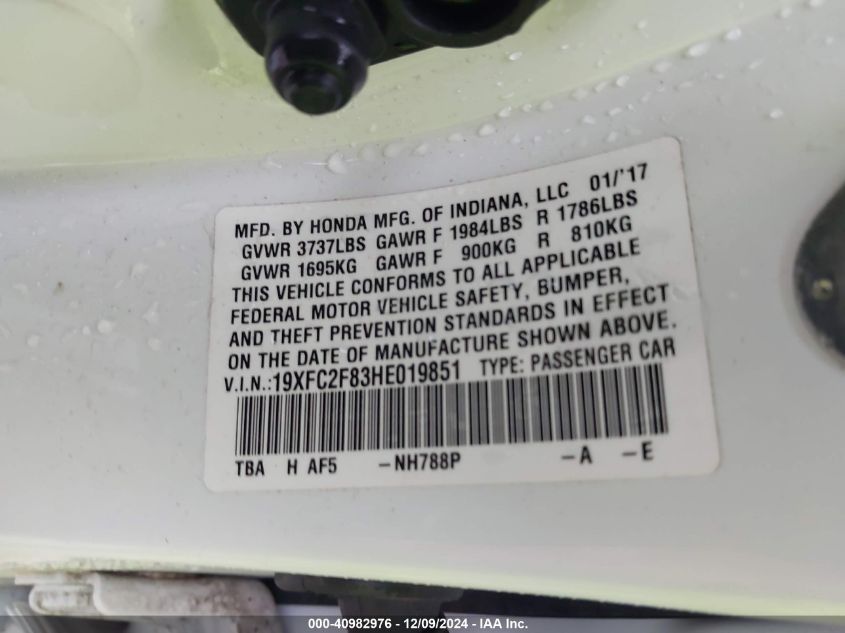 MFD. BY HONDA MFG. OF INDIANA, LLC 01/'17
GVWR 3737LBS GAWR F 1984LBS R 1786LBS
GVWR 1695KG GAWR F 900KG R 810KG
THIS VEHICLE CONFORMS TO ALL APPLICABLE
FEDERAL MOTOR VEHICLE SAFETY, BUMPER,
AND THEFT PREVENTION STANDARDS IN EFFECT
ON THE DATE OF MANUFACTURE SHOWN ABOVE.
V.I.N.:19XFC2F83HE019851 TYPE: PASSENGER CAR
TBA H AF5 -NH788P -A -E
000-40982976 - 12/09/2024 - IAA Inc.